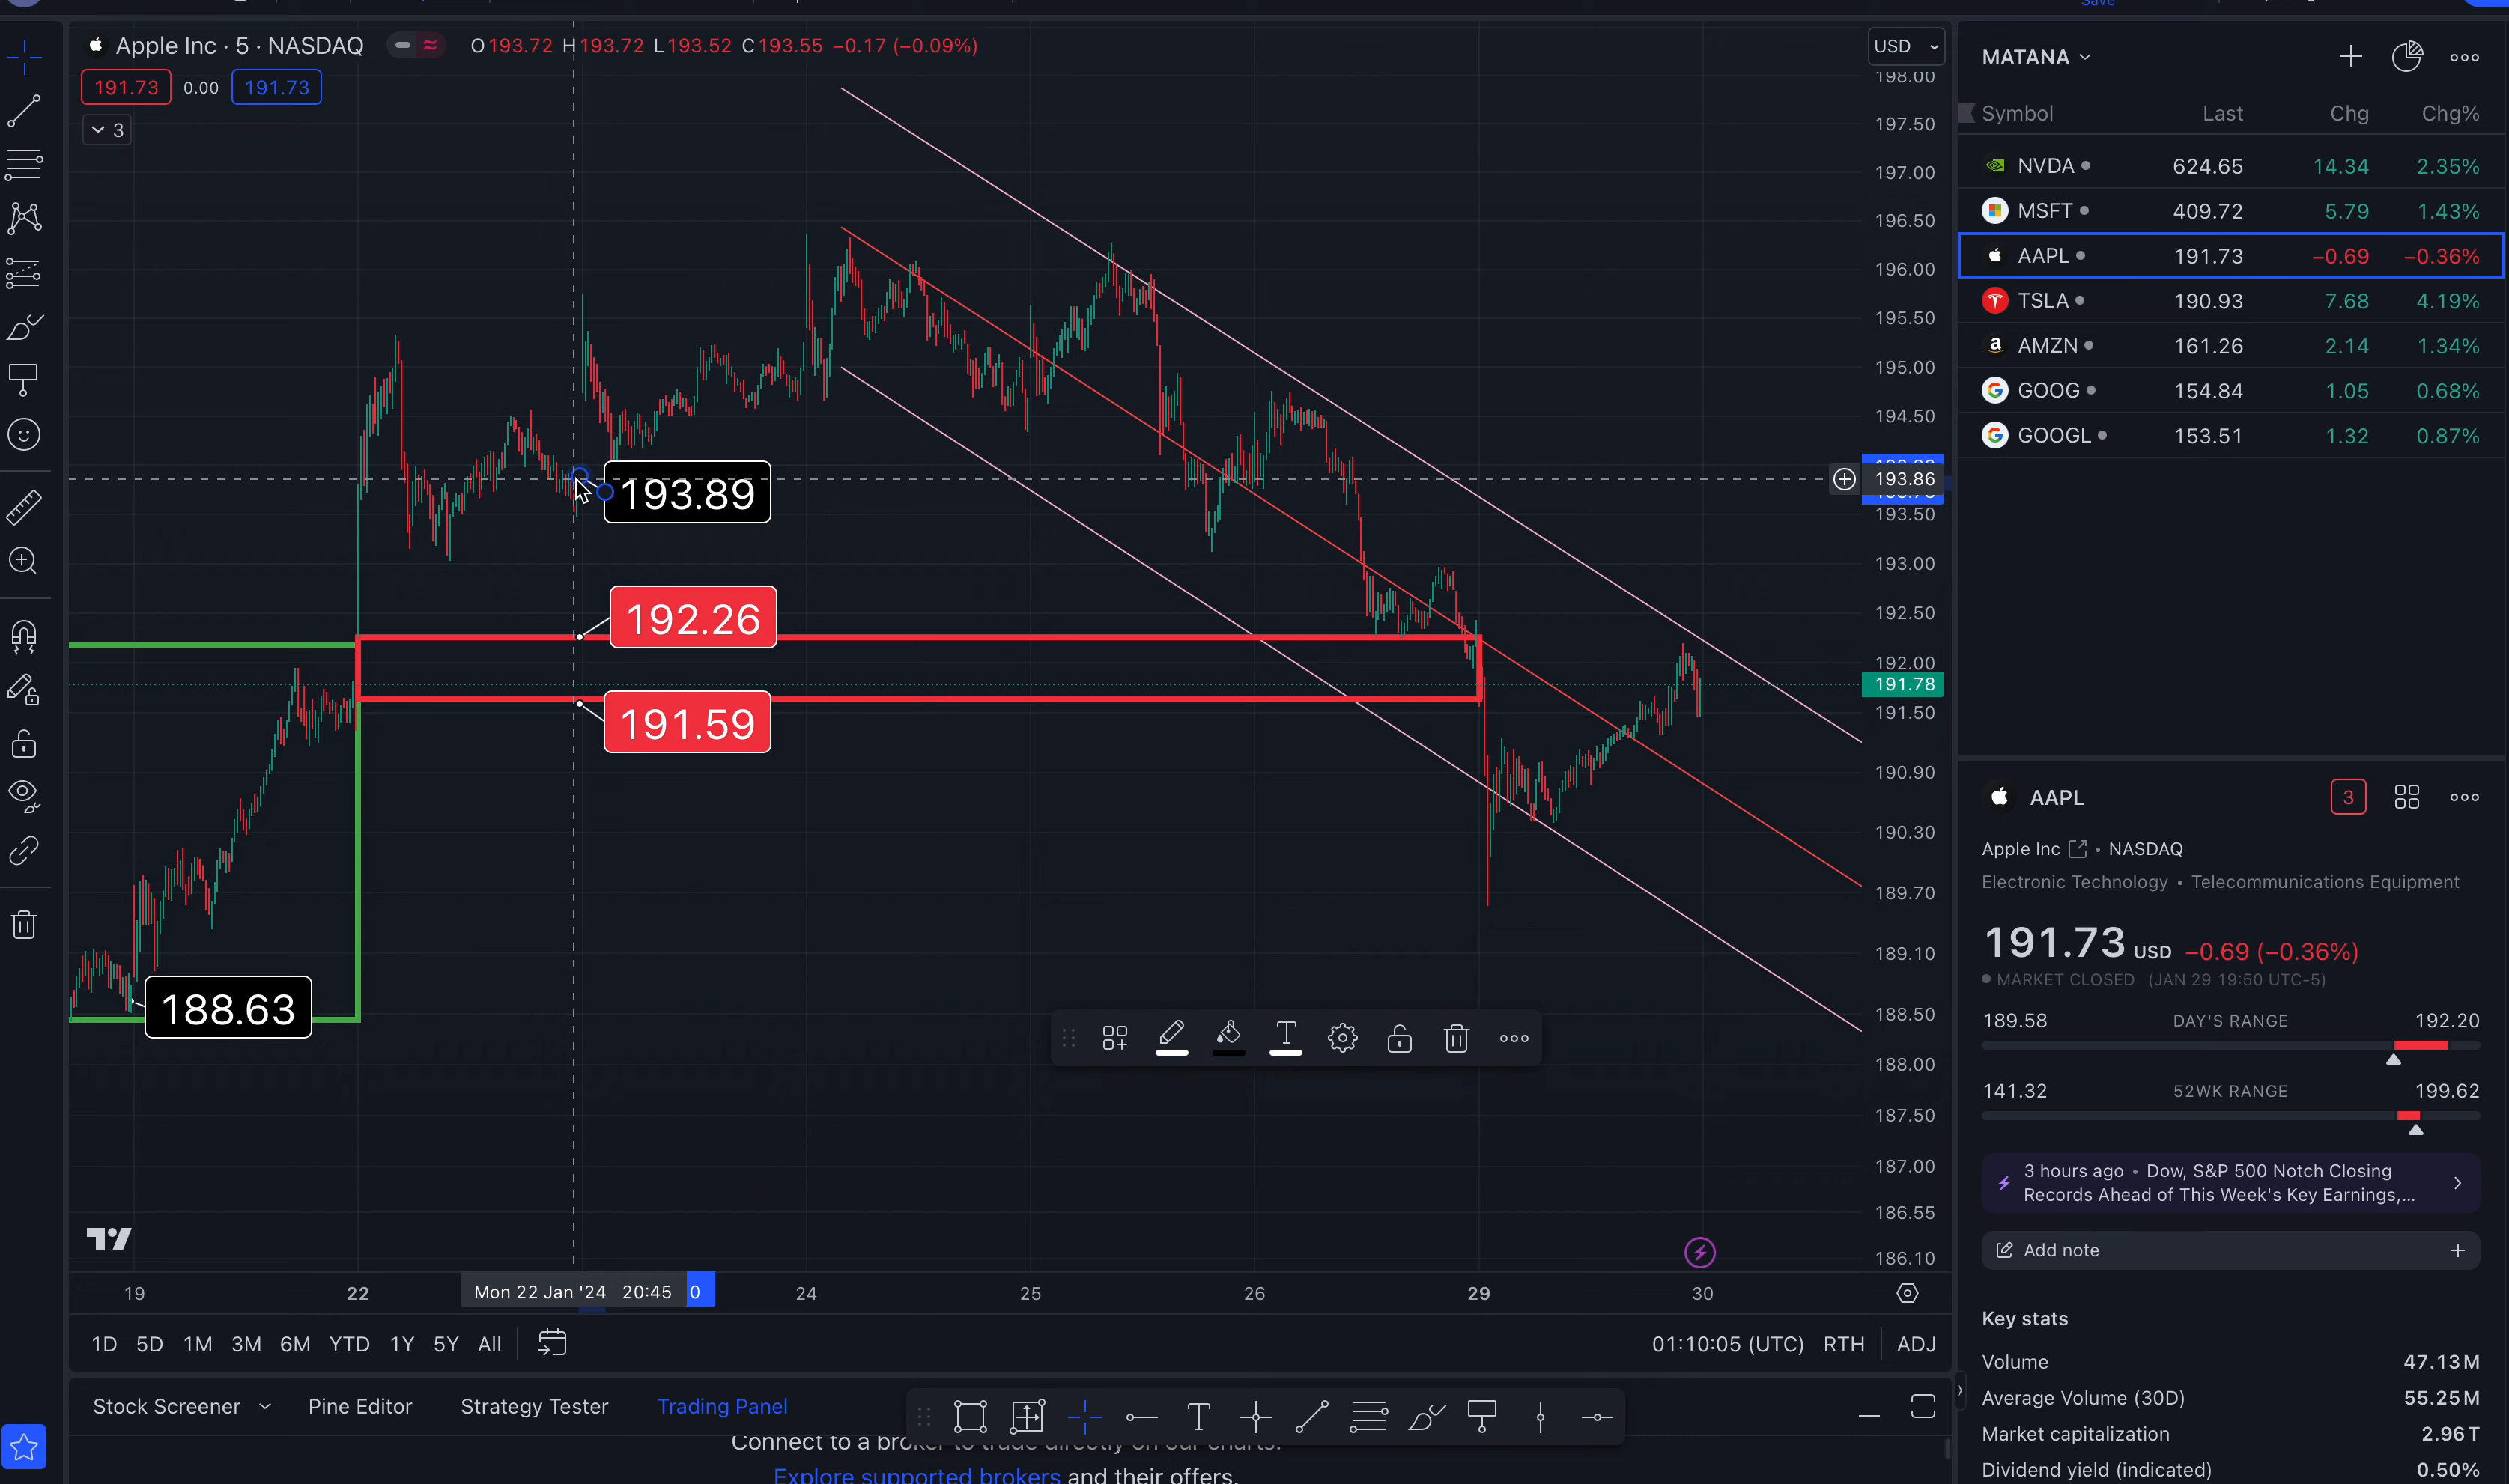 Save
Apple Inc · 5 · NASDAQ O193.72 H193.72 L193.52 C193.55 −0.17 (−0.09%)
191.73 0.00 191.73
3
USD
198.00
197.50
197.00
196.50
196.00
195.50
195.00
194.50
193.86
193.50
193.00
192.50
192.00
191.78
191.50
190.90
190.30
189.70
189.10
188.50
188.00
187.50
187.00
186.55
186.10
193.89
192.26
191.59
188.63
19 22 Mon 22 Jan '24 20:45 0 24 25 26 29 30
1D 5D 1M 3M 6M YTD 1Y 5Y All 01:10:05 (UTC) RTH ADJ
Stock Screener Pine Editor Strategy Tester Trading Panel
Connect to a broker to trade directly on our charts.
Explore supported brokers and their offers.
MATANA
Symbol Last Chg Chg%
NVDA 624.65 14.34 2.35%
MSFT 409.72 5.79 1.43%
AAPL 191.73 −0.69 −0.36%
TSLA 190.93 7.68 4.19%
AMZN 161.26 2.14 1.34%
GOOG 154.84 1.05 0.68%
GOOGL 153.51 1.32 0.87%
AAPL 3
Apple Inc • NASDAQ
Electronic Technology • Telecommunications Equipment
191.73 USD −0.69 (−0.36%)
MARKET CLOSED (JAN 29 19:50 UTC-5)
189.58 DAY'S RANGE 192.20
141.32 52WK RANGE 199.62
3 hours ago • Dow, S&P 500 Notch Closing
Records Ahead of This Week's Key Earnings,...
Add note
Key stats
Volume 47.13M
Average Volume (30D) 55.25M
Market capitalization 2.96T
Dividend yield (indicated) 0.50%